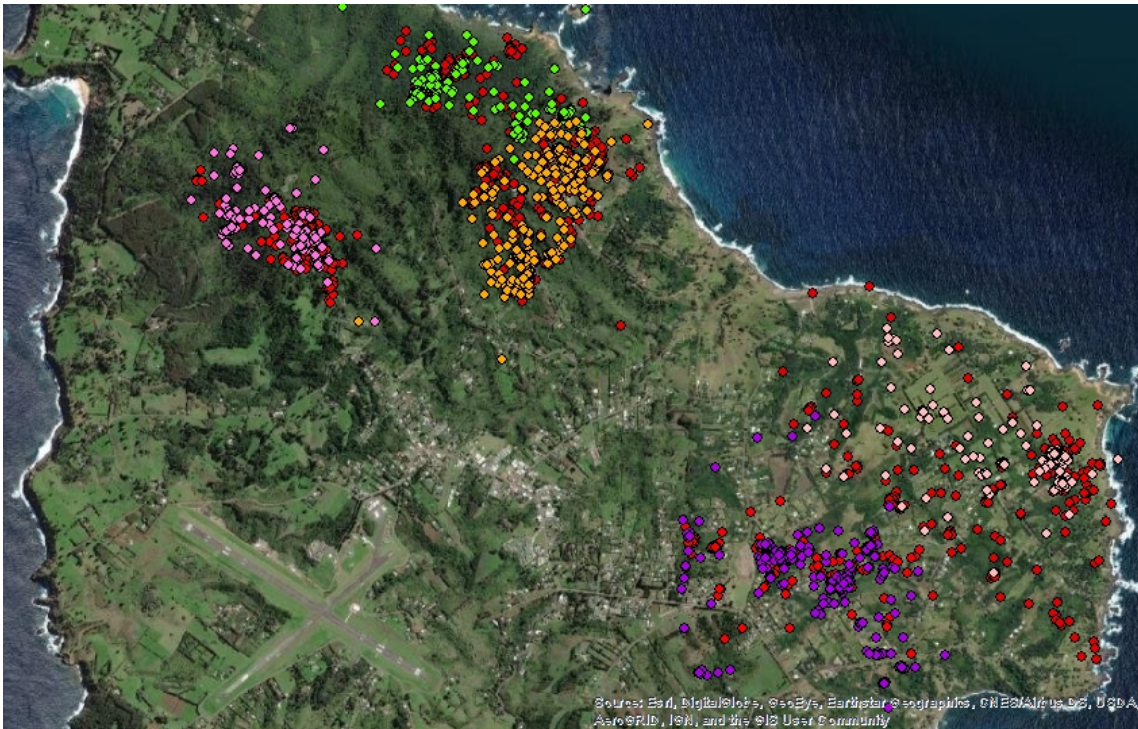 Source: Esri, DigitalGlobe, GeoEye, Earthstar Geographics, CNES/Airbus DS, USDA,
AeroGRID, IGN, and the GIS User Community